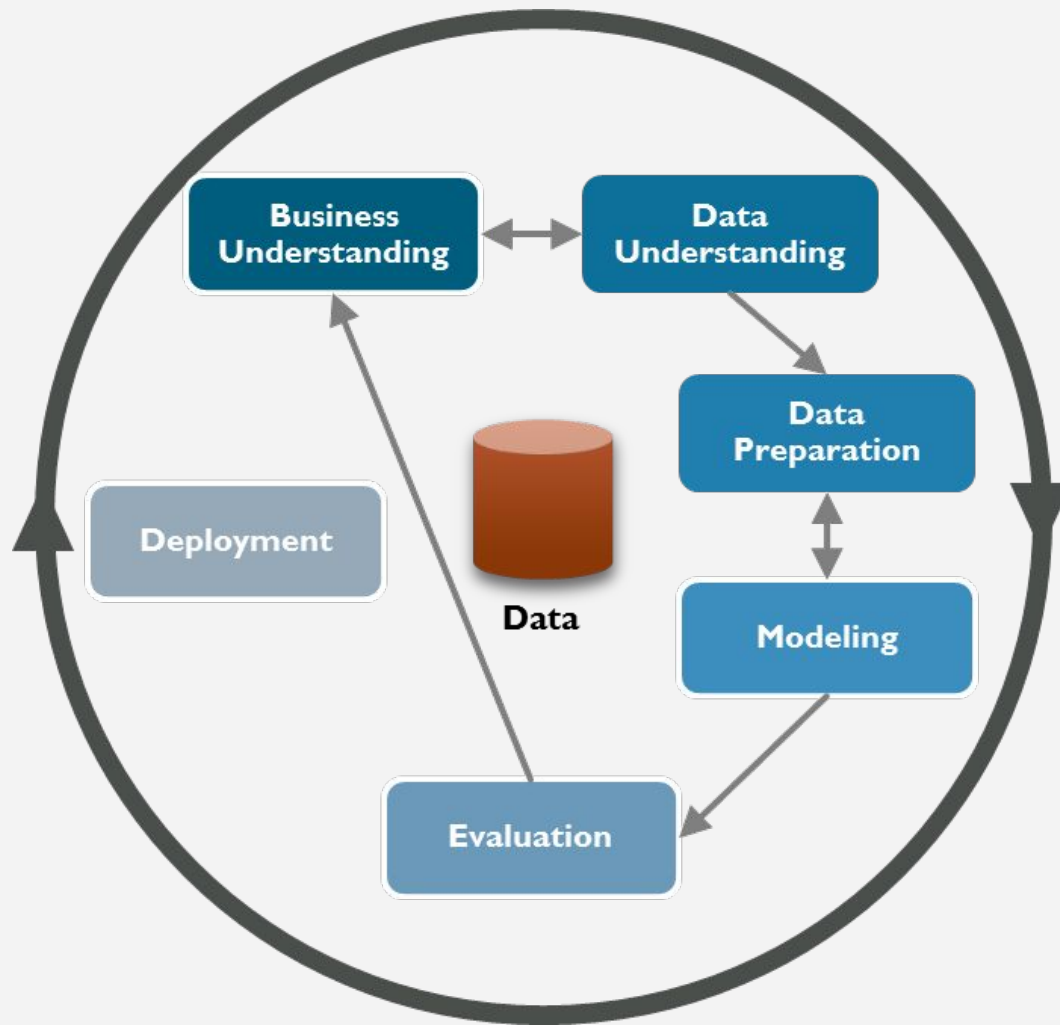 Business
Understanding
Data
Understanding
Data
Preparation
Deployment
Data
Modeling
Evaluation